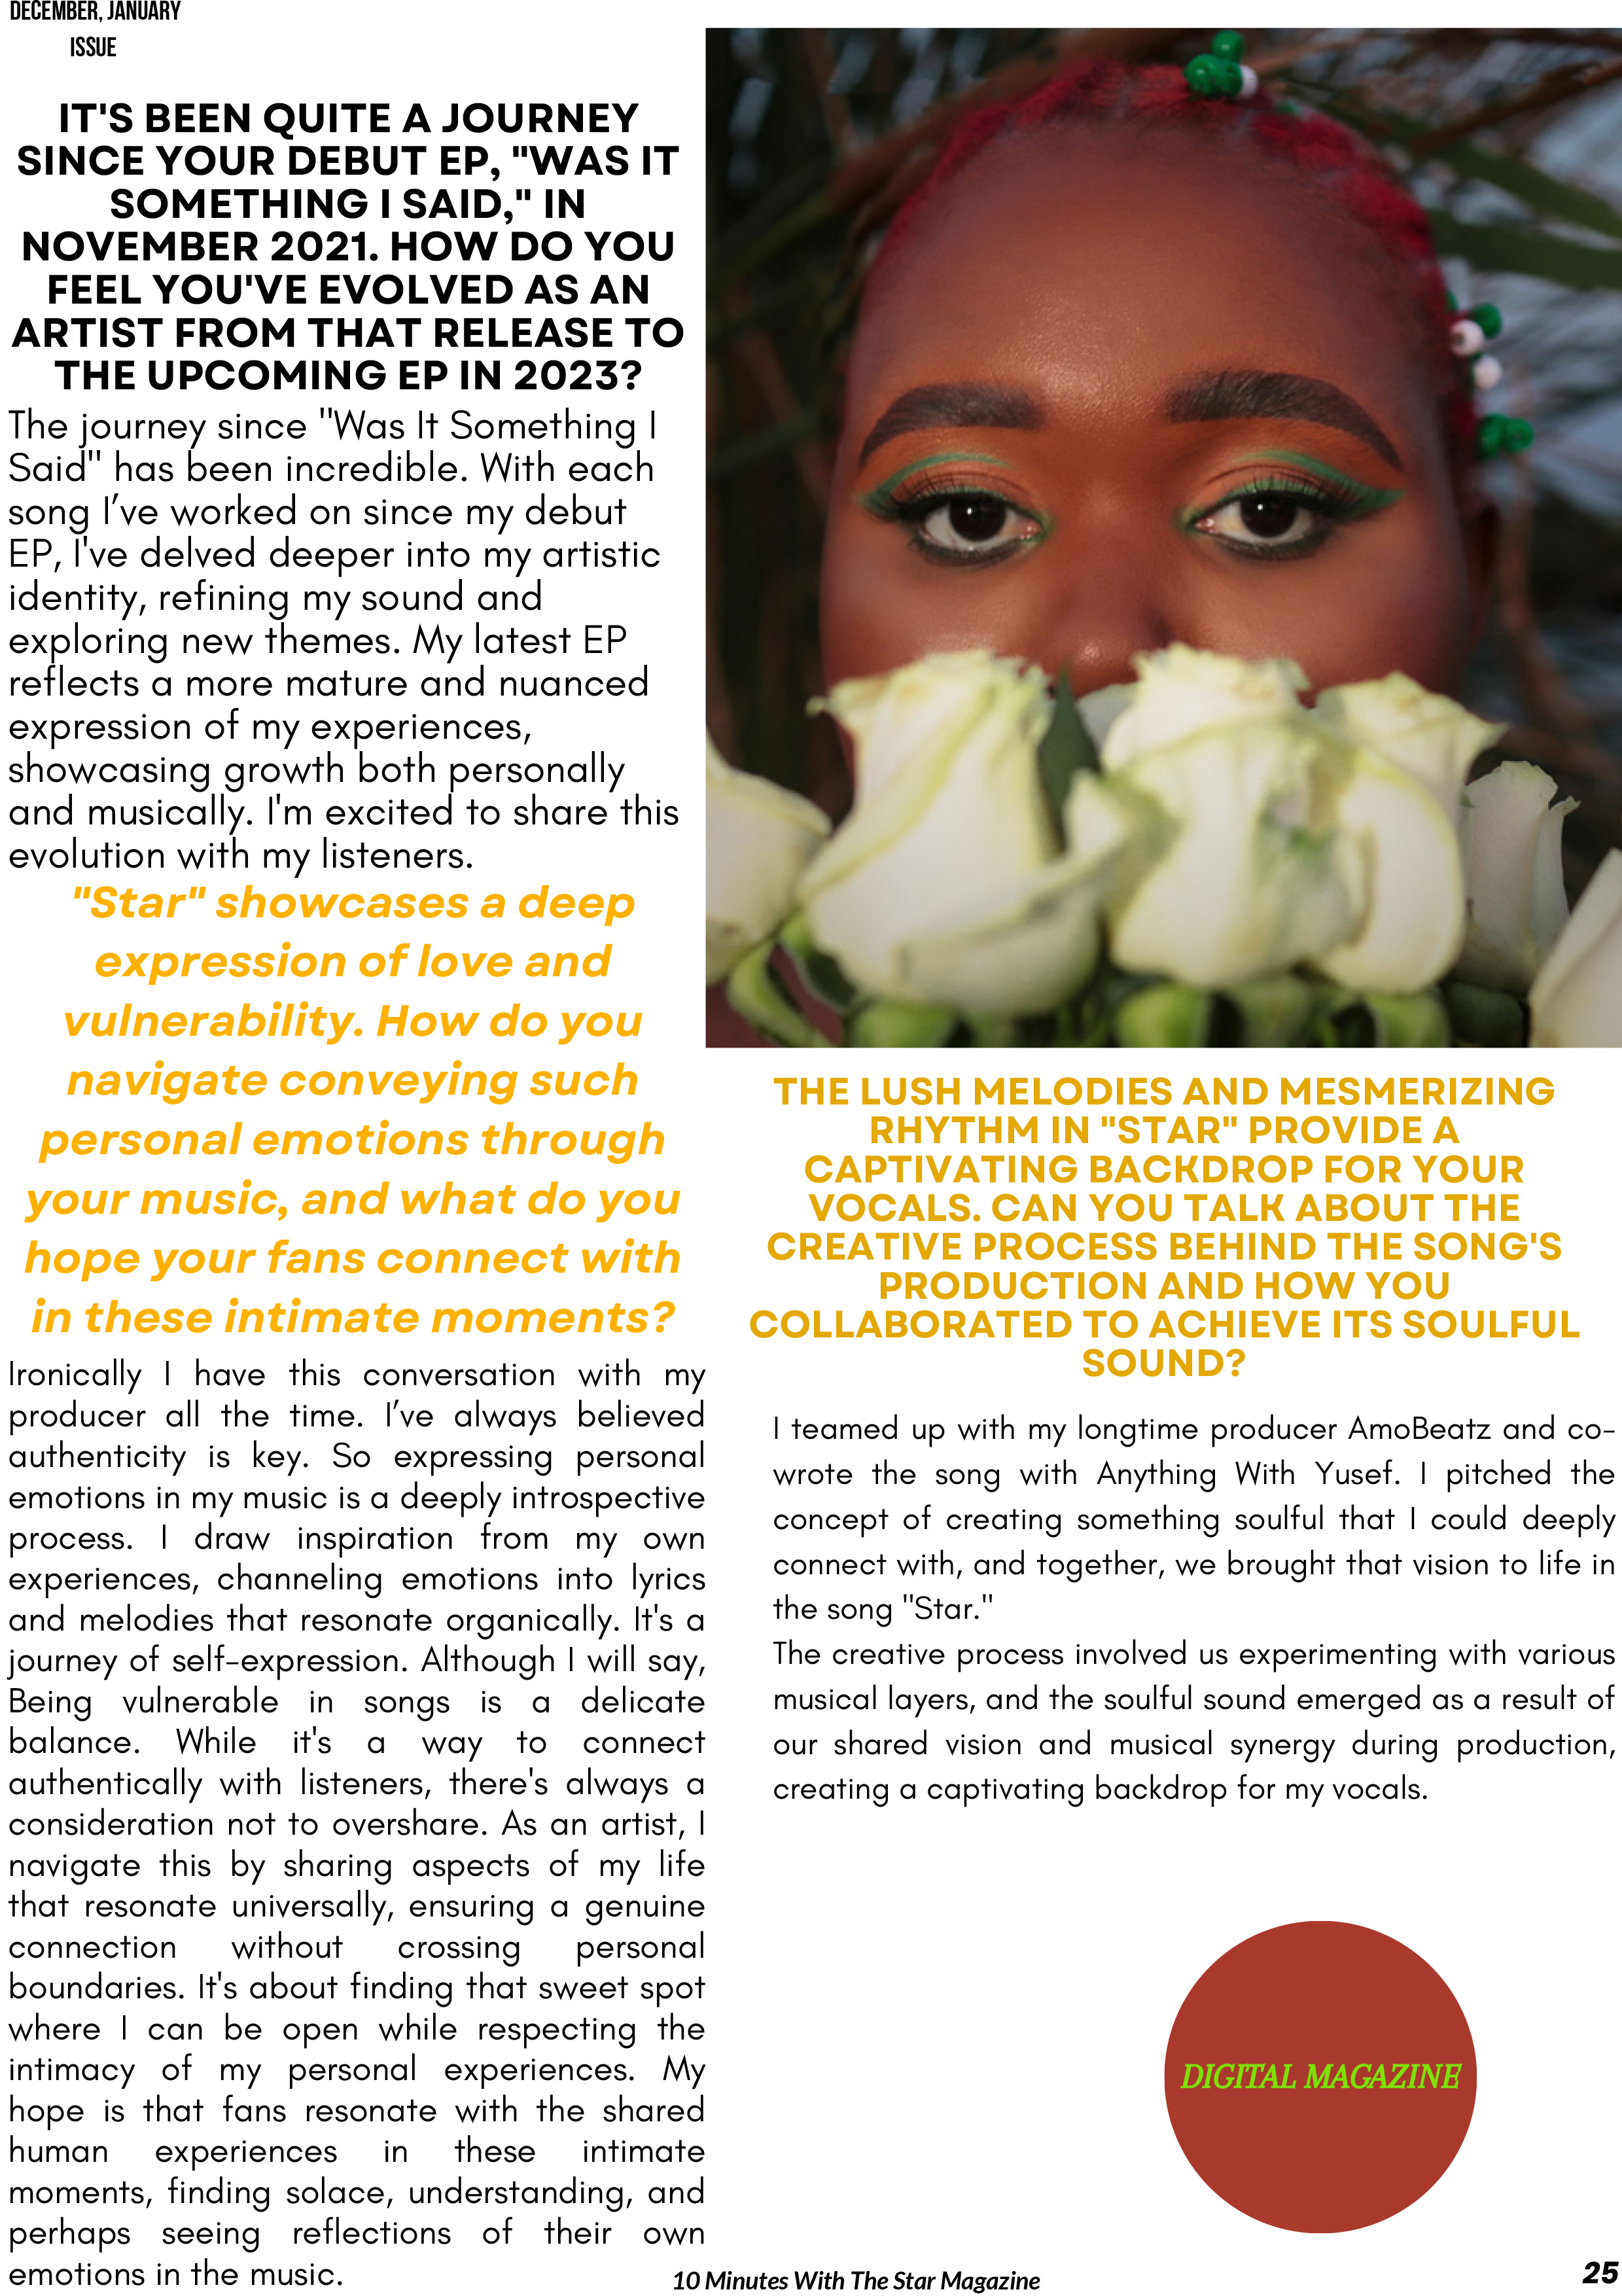 DECEMBER, JANUARY
ISSUE
IT'S BEEN QUITE A JOURNEY
SINCE YOUR DEBUT EP, "WAS IT
SOMETHING I SAID," IN
NOVEMBER 2021. HOW DO YOU
FEEL YOU'VE EVOLVED AS AN
ARTIST FROM THAT RELEASE TO
THE UPCOMING EP IN 2023?
The journey since "Was It Something I
Said" has been incredible. With each
song I’ve worked on since my debut
EP, I've delved deeper into my artistic
identity, refining my sound and
exploring new themes. My latest EP
reflects a more mature and nuanced
expression of my experiences,
showcasing growth both personally
and musically. I'm excited to share this
evolution with my listeners.
"Star" showcases a deep
expression of love and
vulnerability. How do you
navigate conveying such
personal emotions through
your music, and what do you
hope your fans connect with
in these intimate moments?
Ironically I have this conversation with my
producer all the time. I’ve always believed
authenticity is key. So expressing personal
emotions in my music is a deeply introspective
process. I draw inspiration from my own
experiences, channeling emotions into lyrics
and melodies that resonate organically. It's a
journey of self-expression. Although I will say,
Being vulnerable in songs is a delicate
balance. While it's a way to connect
authentically with listeners, there's always a
consideration not to overshare. As an artist, I
navigate this by sharing aspects of my life
that resonate universally, ensuring a genuine
connection without crossing personal
boundaries. It's about finding that sweet spot
where I can be open while respecting the
intimacy of my personal experiences. My
hope is that fans resonate with the shared
human experiences in these intimate
moments, finding solace, understanding, and
perhaps seeing reflections of their own
emotions in the music.
THE LUSH MELODIES AND MESMERIZING
RHYTHM IN "STAR" PROVIDE A
CAPTIVATING BACKDROP FOR YOUR
VOCALS. CAN YOU TALK ABOUT THE
CREATIVE PROCESS BEHIND THE SONG'S
PRODUCTION AND HOW YOU
COLLABORATED TO ACHIEVE ITS SOULFUL
SOUND?
I teamed up with my longtime producer AmoBeatz and co-
wrote the song with Anything With Yusef. I pitched the
concept of creating something soulful that I could deeply
connect with, and together, we brought that vision to life in
the song "Star."
The creative process involved us experimenting with various
musical layers, and the soulful sound emerged as a result of
our shared vision and musical synergy during production,
creating a captivating backdrop for my vocals.
DIGITAL MAGAZINE
10 Minutes With The Star Magazine
25